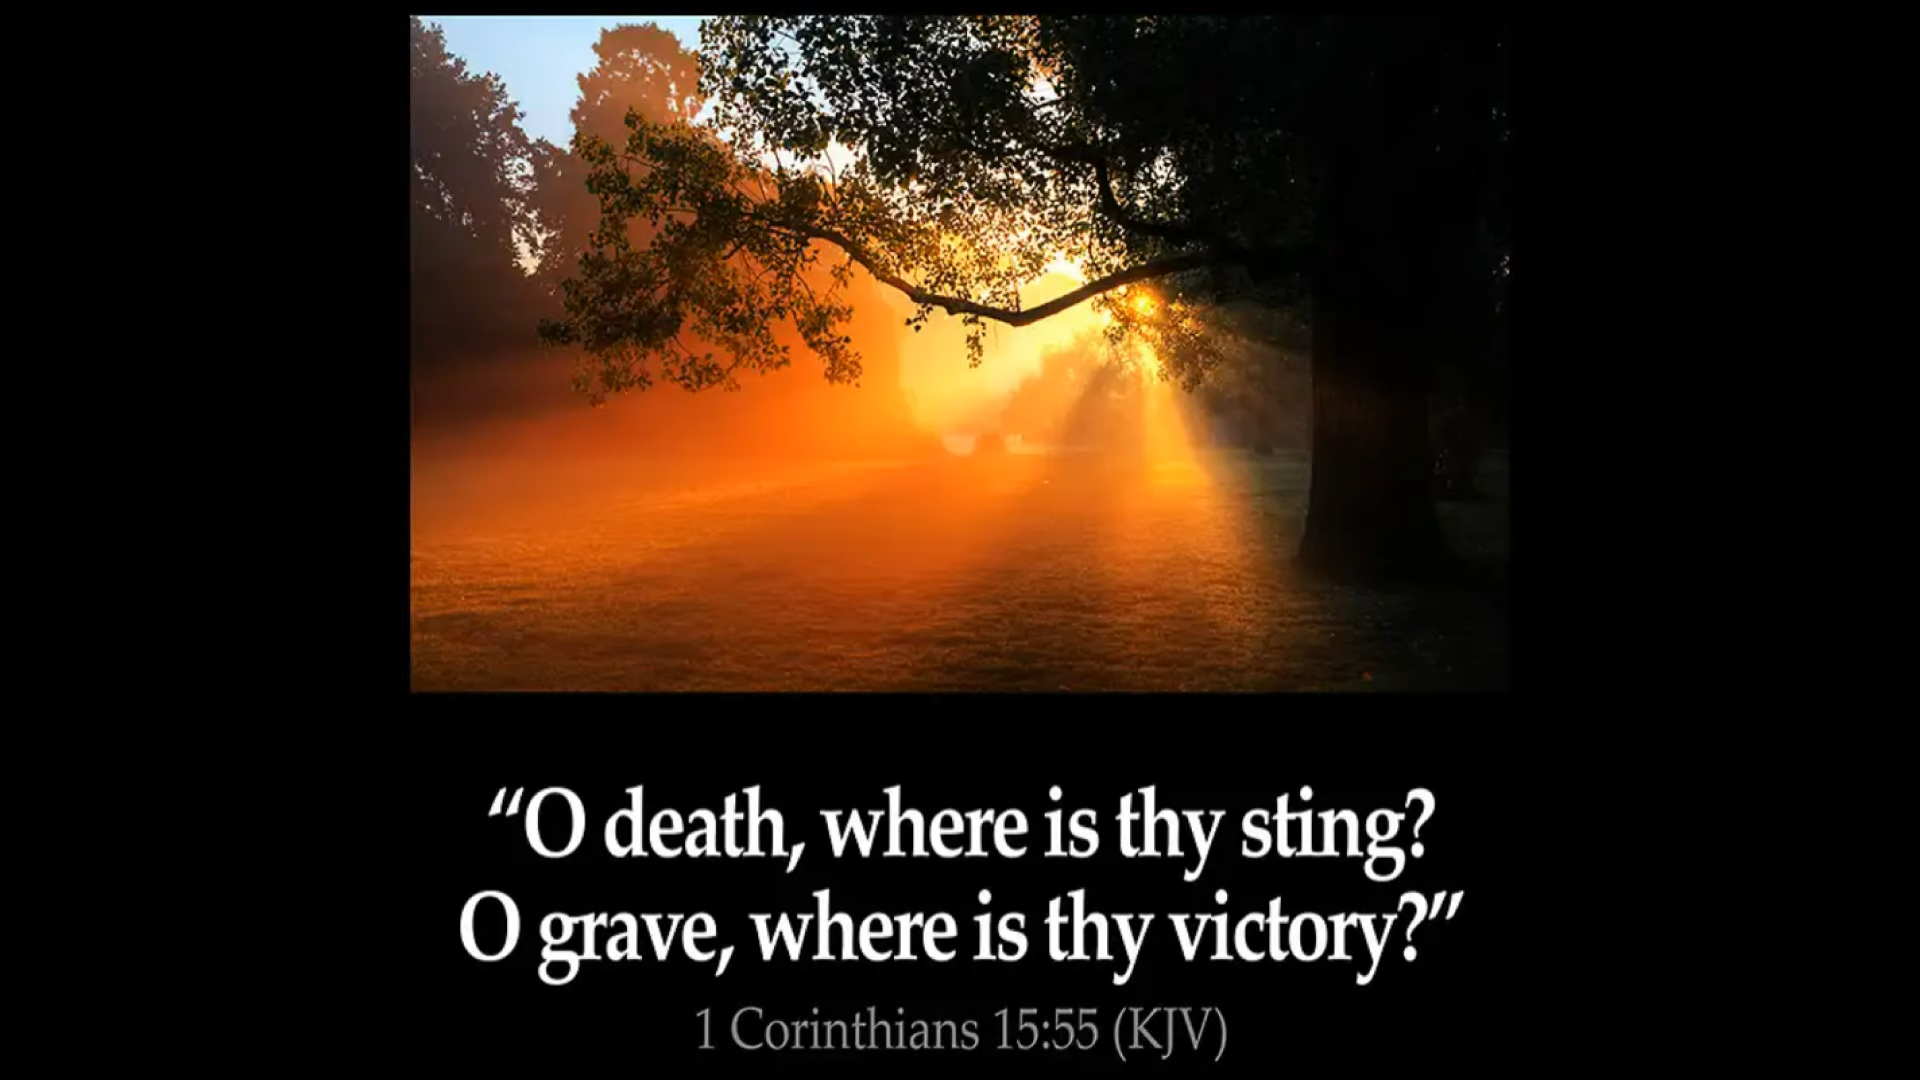 “O death, where is thy sting?
O grave, where is thy victory?”
1 Corinthians 15:55 (KJV)